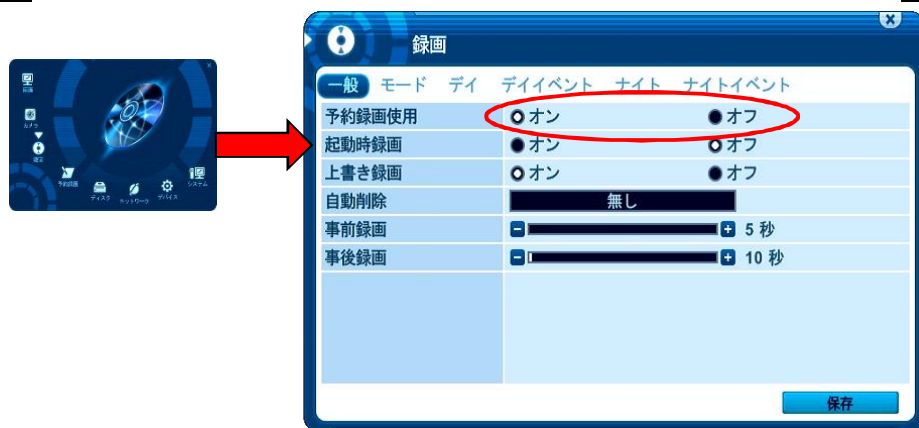 録画
一般 モード デイ デイイベント ナイト ナイトイベント
予約録画使用 オン オフ
起動時録画 オン オフ
上書き録画 オン オフ
自動削除 無し
事前録画 5 秒
事後録画 10 秒
保存
カメラ
予約録画
ディスク
ネットワーク
デバイス
システム